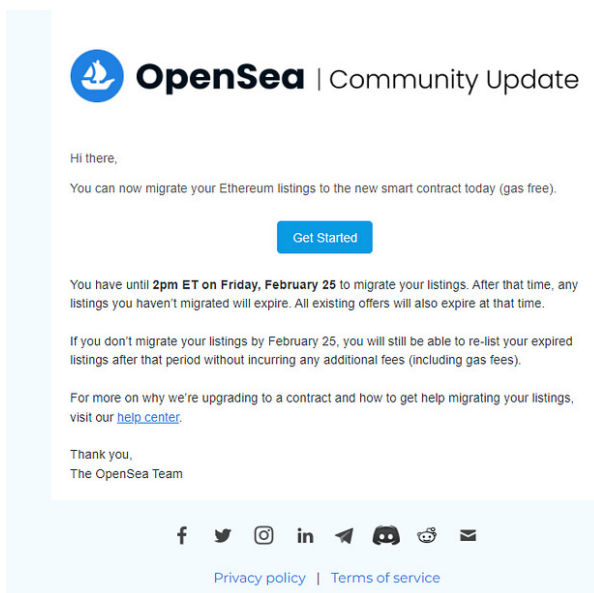 OpenSea | Community Update
Hi there,
You can now migrate your Ethereum listings to the new smart contract today (gas free).
Get Started
You have until 2pm ET on Friday, February 25 to migrate your listings. After that time, any
listings you haven’t migrated will expire. All existing offers will also expire at that time.
If you don’t migrate your listings by February 25, you will still be able to re-list your expired
listings after that period without incurring any additional fees (including gas fees).
For more on why we’re upgrading to a contract and how to get help migrating your listings,
visit our help center.
Thank you,
The OpenSea Team
Privacy policy | Terms of service